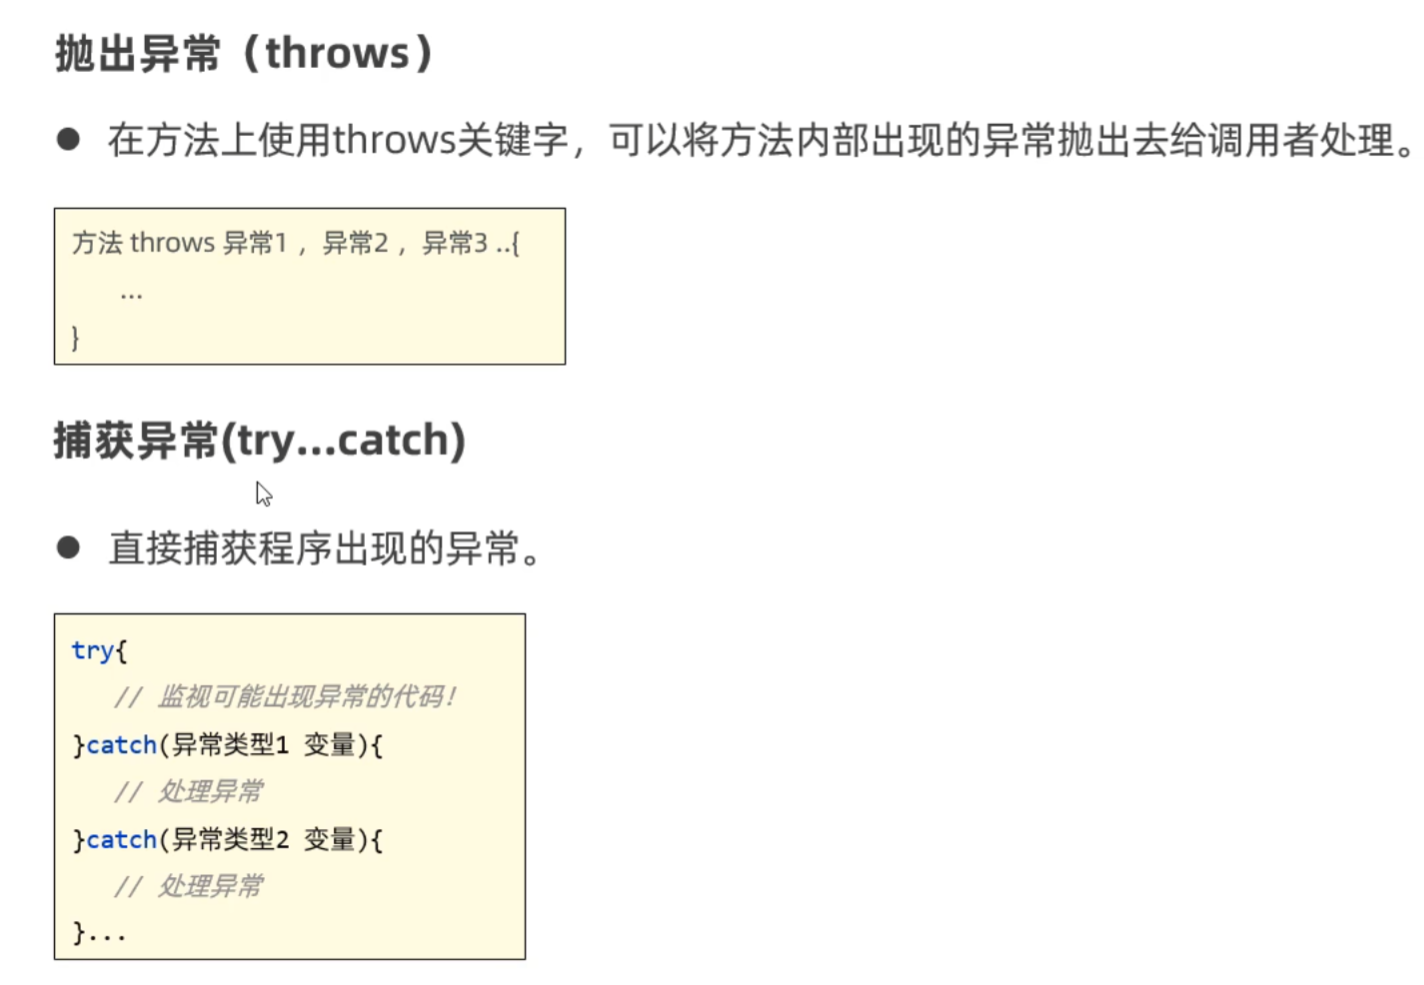 抛出异常（throws）
● 在方法上使用throws关键字，可以将方法内部出现的异常抛出去给调用者处理。
方法 throws 异常1 ，异常2 ，异常3 ..{
...
}
捕获异常(try...catch)
● 直接捕获程序出现的异常。
try{
// 监视可能出现异常的代码！
}catch(异常类型1 变量){
// 处理异常
}catch(异常类型2 变量){
// 处理异常
}...